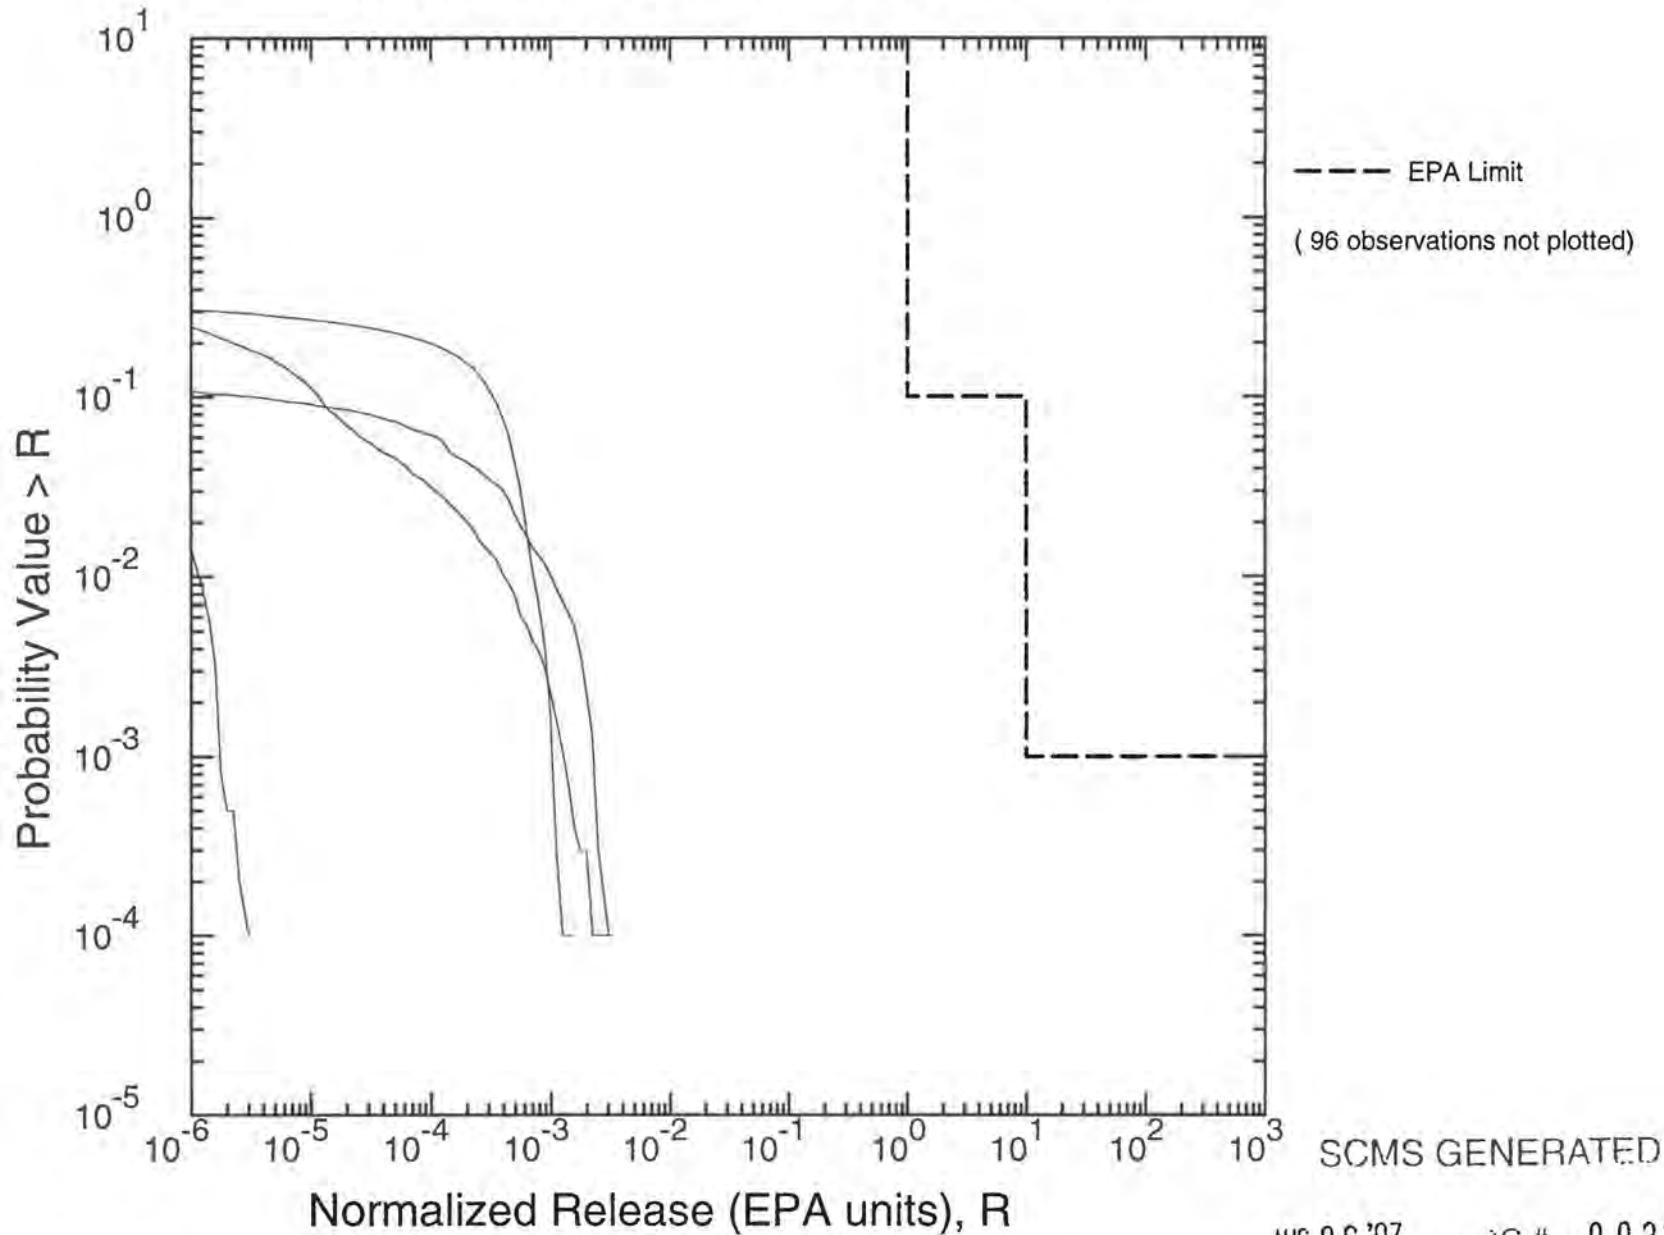 10^1
10^0
10^-1
10^-2
10^-3
10^-4
10^-5
Probability Value > R
10^-6 10^-5 10^-4 10^-3 10^-2 10^-1 10^0 10^1 10^2 10^3
Normalized Release (EPA units), R
EPA Limit
( 96 observations not plotted)
SCMS GENERATED